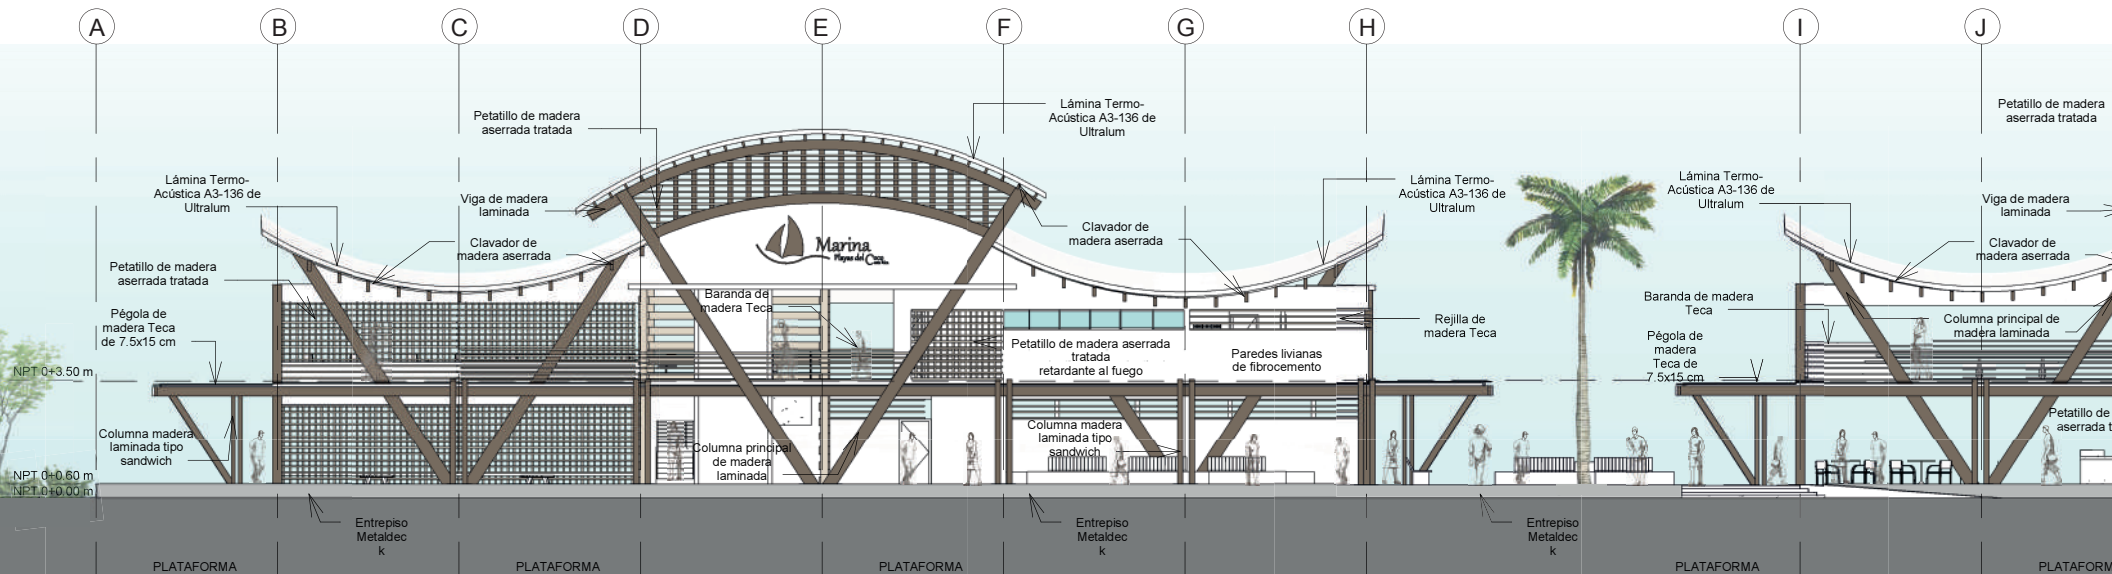 A
B
C
D
E
F
G
H
I
J
Petatillo de madera
aserrada tratada
Lámina Termo-
Acústica A3-136 de
Ultralum
Petatillo de madera
aserrada tratada
Lámina Termo-
Acústica A3-136 de
Ultralum
Viga de madera
laminada
Clavador de
madera aserrada
Petatillo de madera
aserrada tratada
Pégola de
madera Teca
de 7.5x15 cm
Marina
Playas del Coco
Clavador de
madera aserrada
Lámina Termo-
Acústica A3-136 de
Ultralum
Lámina Termo-
Acústica A3-136 de
Ultralum
Viga de madera
laminada
Clavador de
madera aserrada
Baranda de
madera Teca
Rejilla de
madera Teca
Baranda de madera
Teca
Columna principal
de madera laminada
Pégola de
madera
Teca de
7.5x15 cm
Petatillo de madera aserrada
tratada
retardante al fuego
Paredes livianas
de fibrocemento
NPT 0+3.50 m
Columna madera
laminada tipo
sandwich
Columna principal
de madera
laminada
Columna madera
laminada tipo
sandwich
Petatillo de
aserrada t
NPT 0+0.60 m
NPT 0+0.00 m
Entrepiso
Metaldec
k
Entrepiso
Metaldec
k
Entrepiso
Metaldec
k
PLATAFORMA
PLATAFORMA
PLATAFORMA
PLATAFORMA
PLATAFORM